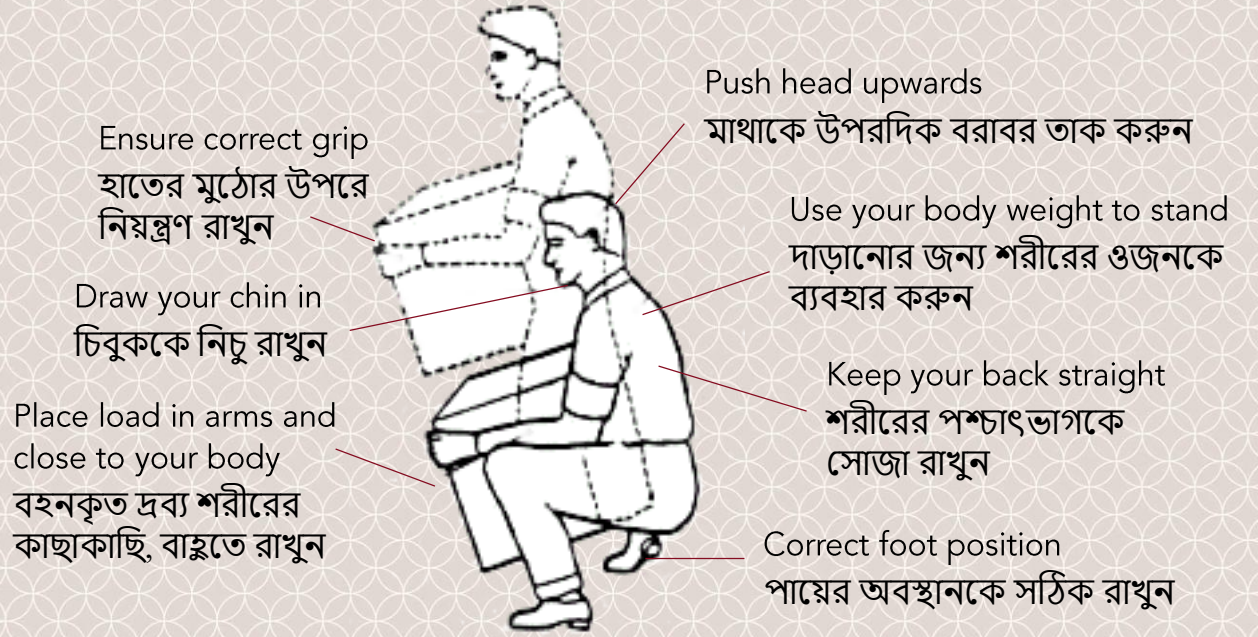 Ensure correct grip
হাতের মুঠোর উপরে
নিয়ন্ত্রণ রাখুন
Draw your chin in
চিবুককে নিচু রাখুন
Place load in arms and
close to your body
বহনকৃত দ্রব্য শরীরের
কাছাকাছি, বাহুতে রাখুন
Push head upwards
মাথাকে উপরদিক বরাবর তাক করুন
Use your body weight to stand
দাড়ানোর জন্য শরীরের ওজনকে
ব্যবহার করুন
Keep your back straight
শরীরের পশ্চাৎভাগকে
সোজা রাখুন
Correct foot position
পায়ের অবস্থানকে সঠিক রাখুন